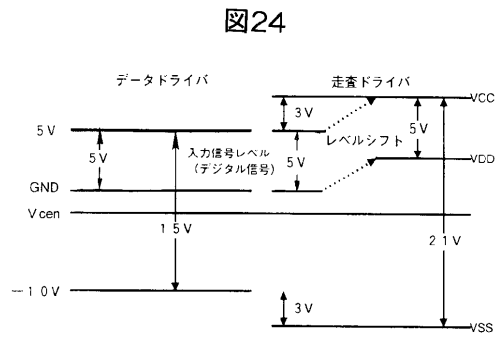 図24
データドライバ
走査ドライバ
VCC
3V
5V
レベルシフト
5V
5V
入力信号レベル
(デジタル信号)
5V
VDD
GND
Vcen
15V
21V
-10V
3V
VSS